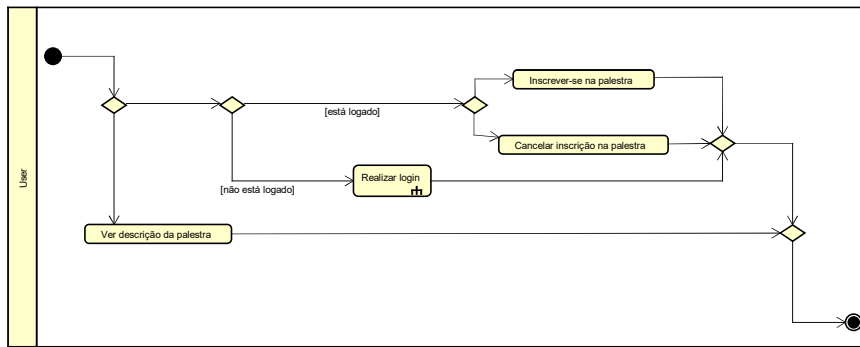 User
Inscrever-se na palestra
[está logado]
Cancelar inscrição na palestra
Realizar login
[não está logado]
Ver descrição da palestra